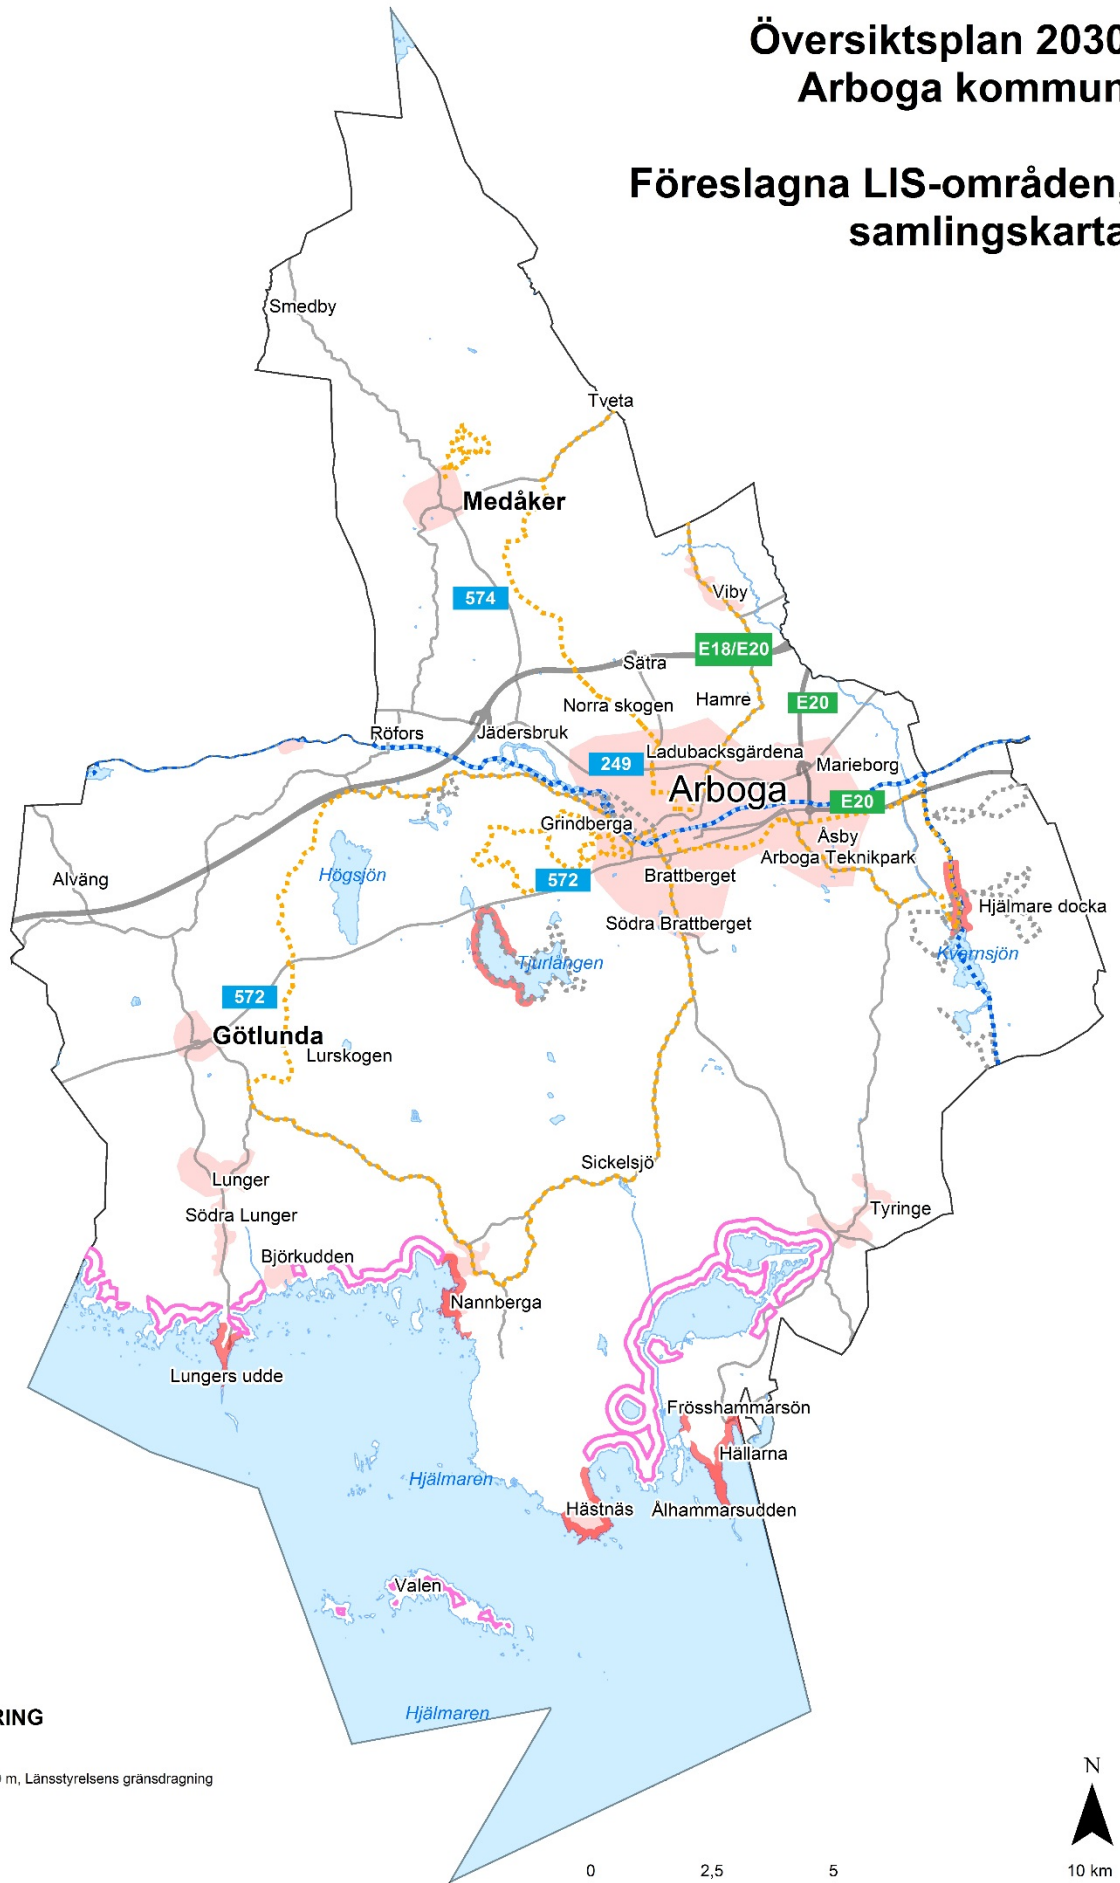 Översiktsplan 2030
Arboga kommun
Föreslagna LIS-områden,
samlingskarta
Smedby
Tveta
Medåker
574
Viby
E18/E20
Sätra
Hamre
E20
Norra skogen
Röfors
Jädersbruk
Ladubacksgärdena
249
Marieborg
Arboga
E20
Grindberga
Åsby
Arboga Teknikpark
Högsjön
Alväng
572
Brattberget
Hjälmare docka
Södra Brattberget
Kvernsjön
Tjurlången
572
Götlunda
Lurskogen
Sickelsjö
Lunger
Tyringe
Södra Lunger
Björkudden
Nannberga
Lungers udde
Frösshammarsön
Hällarna
Hjälmaren
Hästnäs
Ålhammarsudden
Valen
Hjälmaren
RING
m, Länsstyrelsens gränsdragning
N
0 2,5 5 10 km